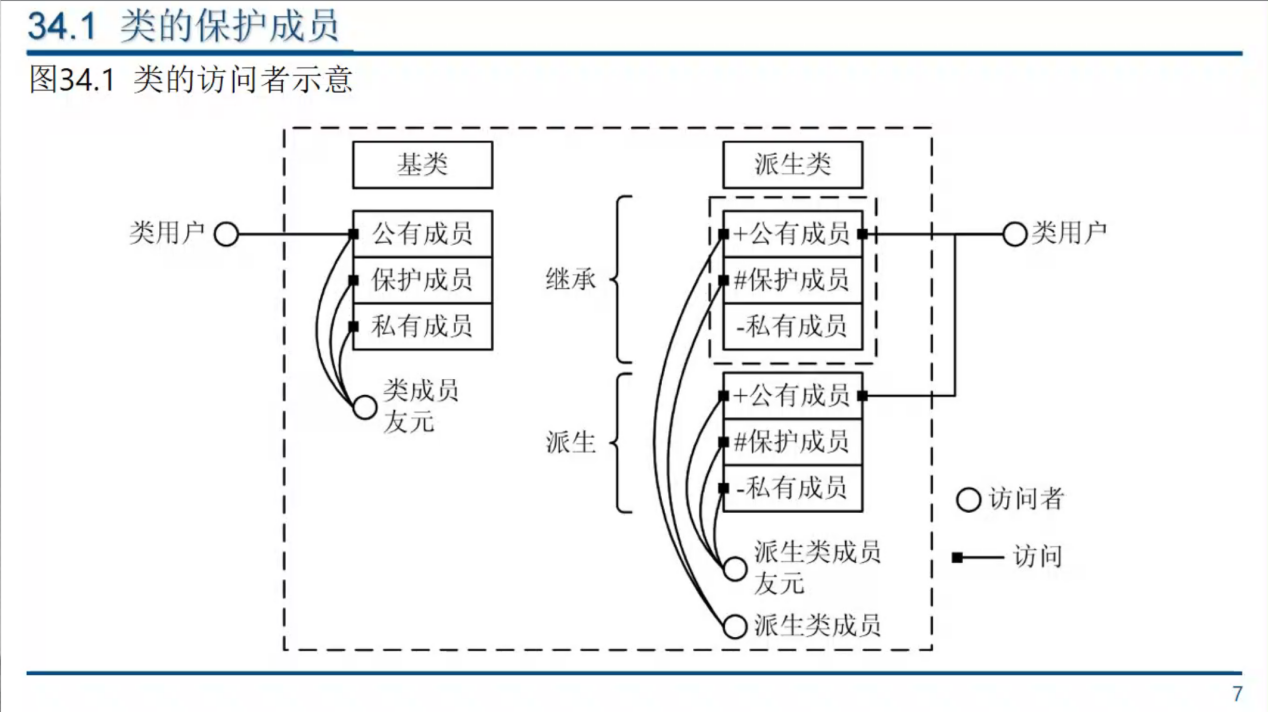 34.1 类的保护成员
图34.1 类的访问者示意
基类
派生类
类用户
公有成员
保护成员
私有成员
类成员
友元
继承
派生
+公有成员
#保护成员
-私有成员
类用户
+公有成员
#保护成员
-私有成员
派生类成员
友元
派生类成员
访问者
访问
7